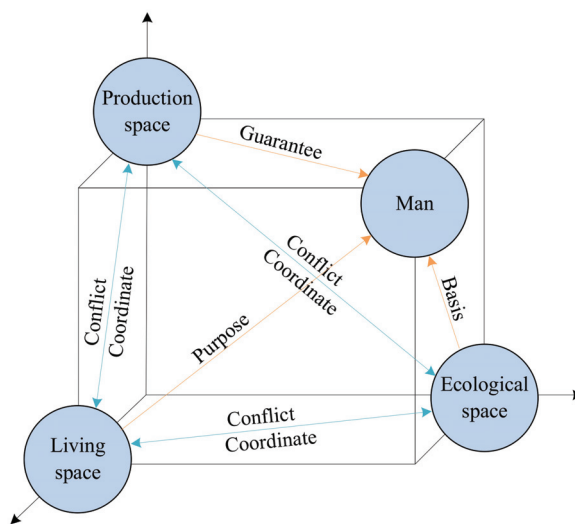 Production
space
Guarantee
Man
Conflict
Coordinate
Conflict
Coordinate
Purpose
Basis
Ecological
space
Living
space
Conflict
Coordinate